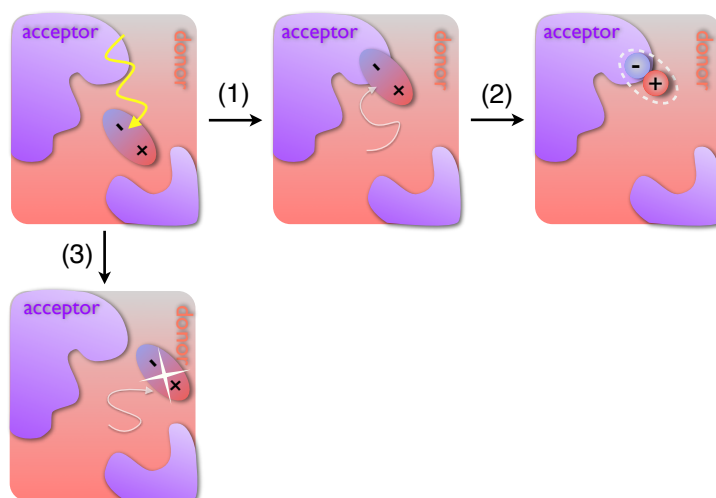 acceptor
donor
- +
(1)
acceptor
donor
- +
(2)
acceptor
donor
- +
(3)
acceptor
donor
- +